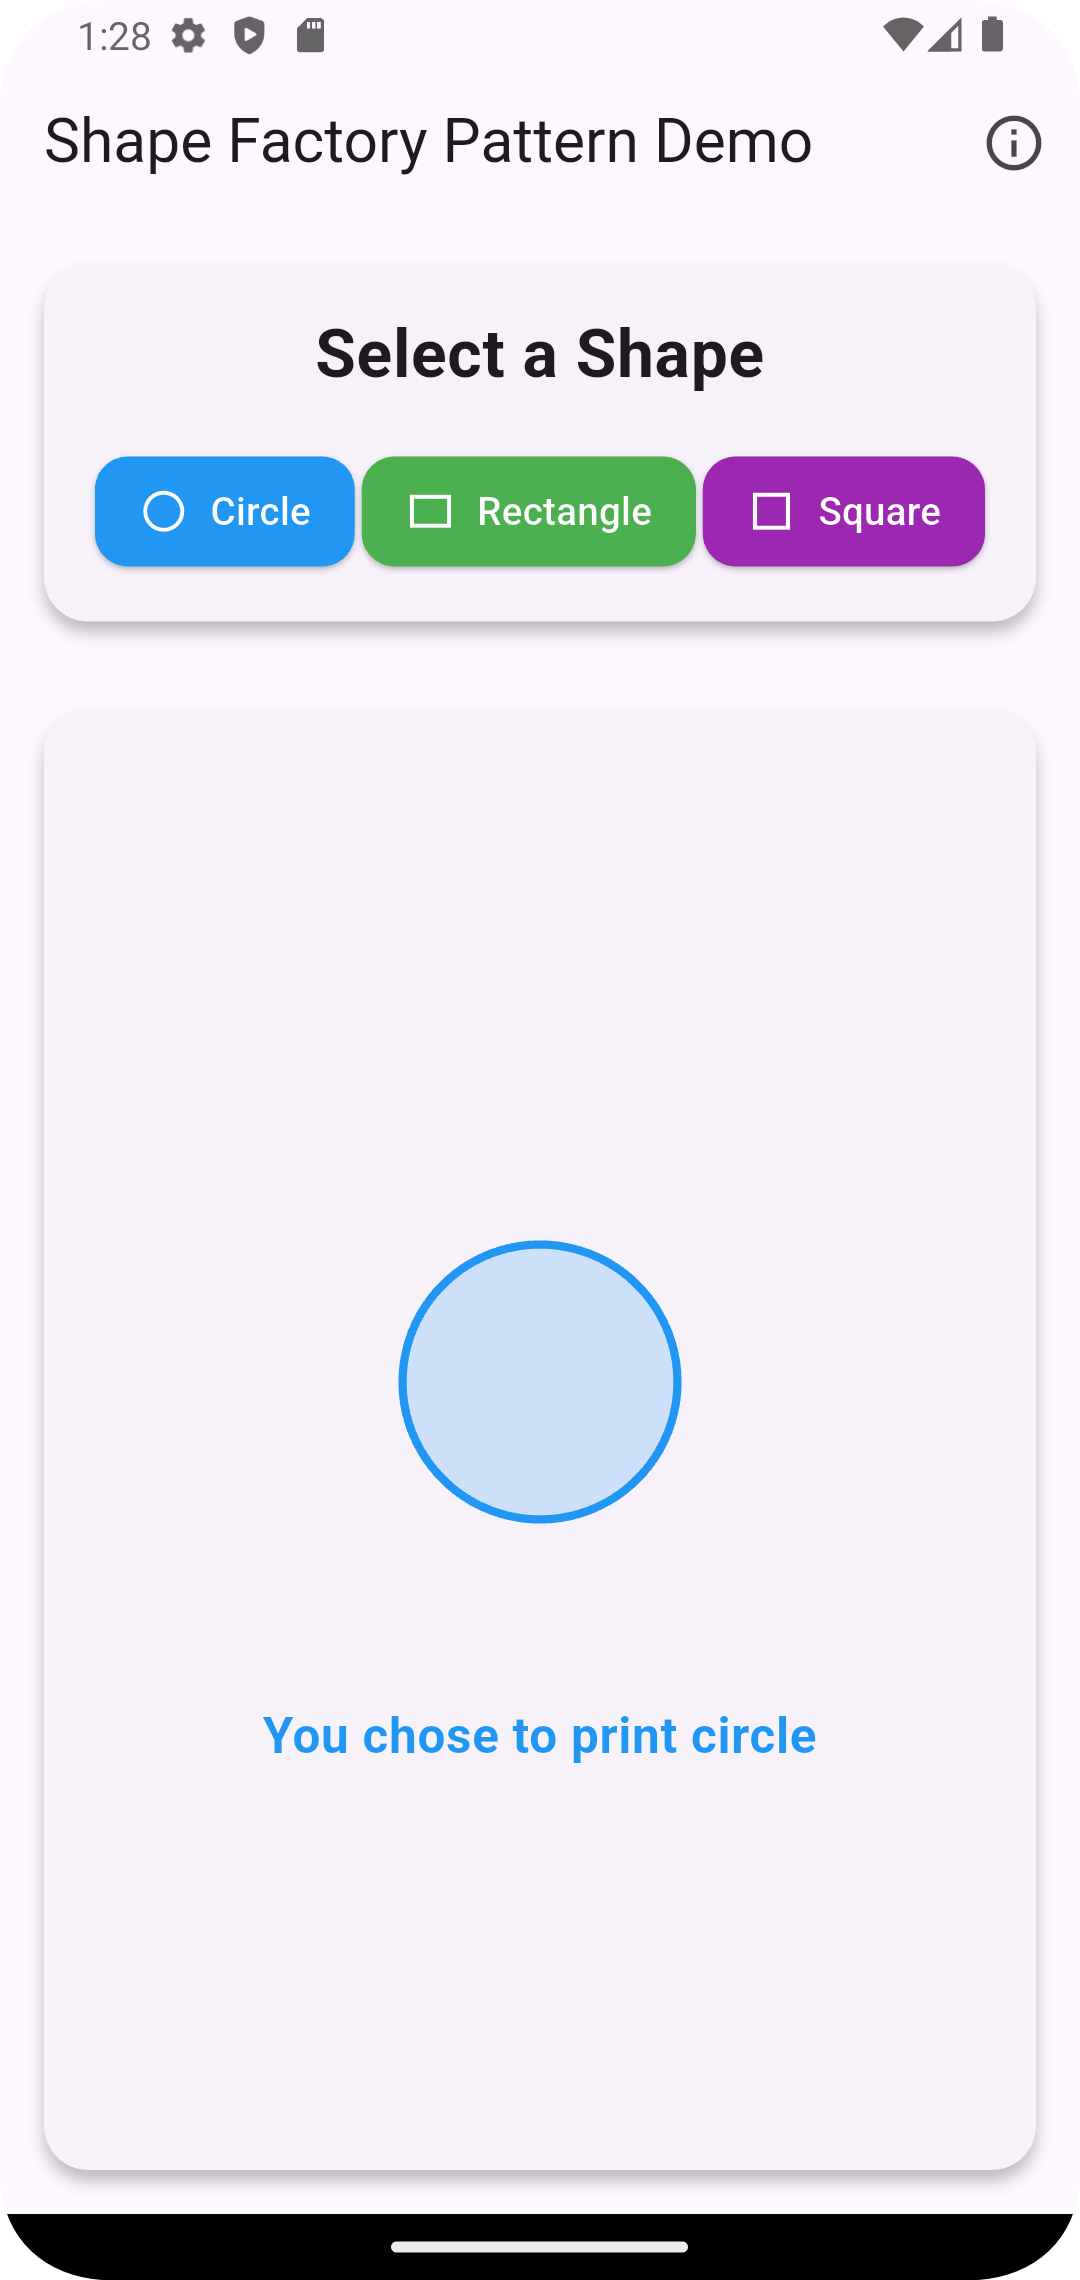 1:28
Shape Factory Pattern Demo
Select a Shape
Circle Rectangle Square
You chose to print circle